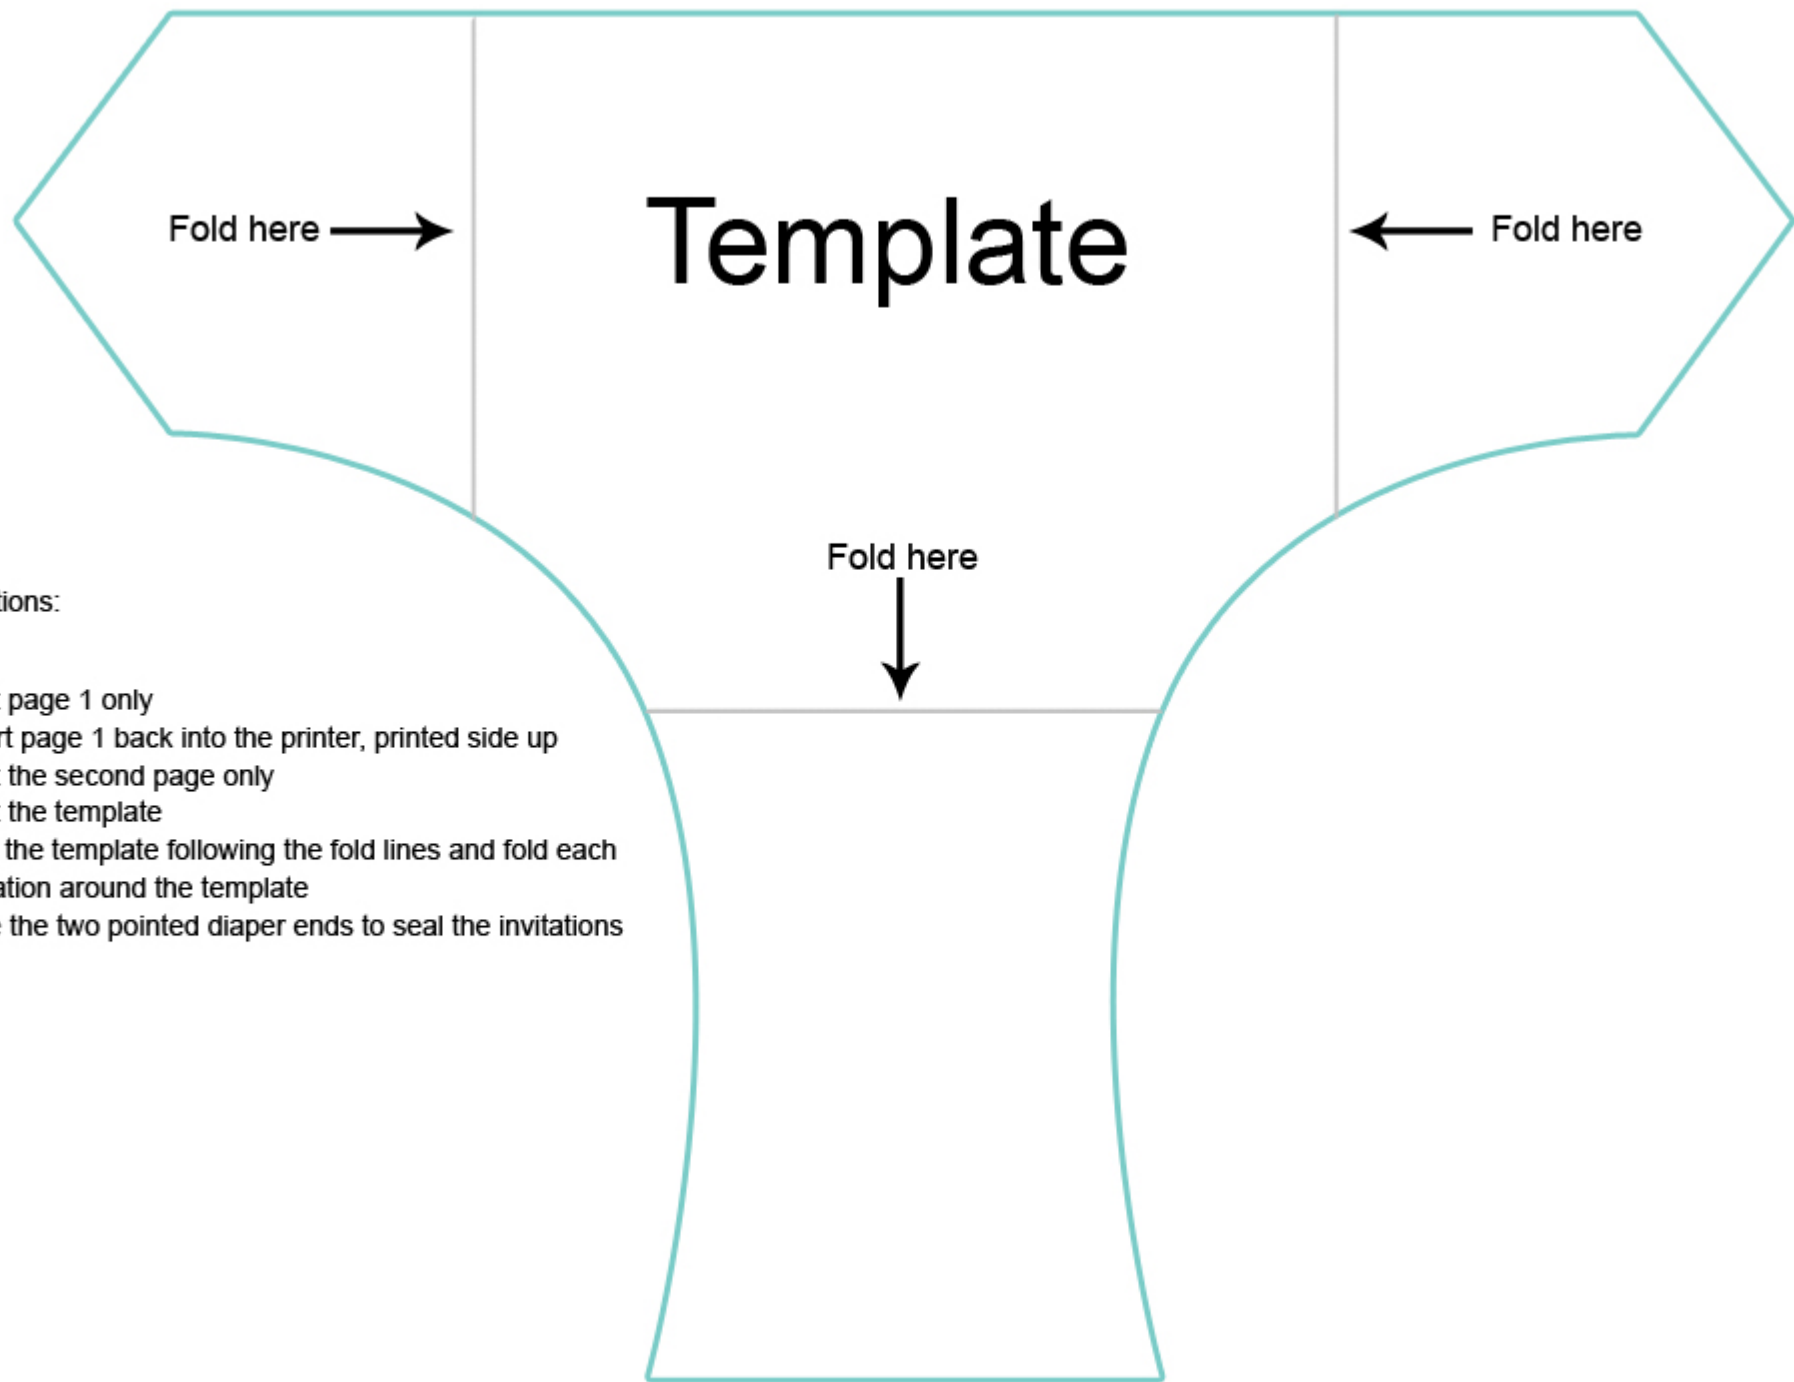 Fold here
Template
Fold here
Fold here
tions:
page 1 only
rt page 1 back into the printer, printed side up
the second page only
the template
the template following the fold lines and fold each
ation around the template
the two pointed diaper ends to seal the invitations